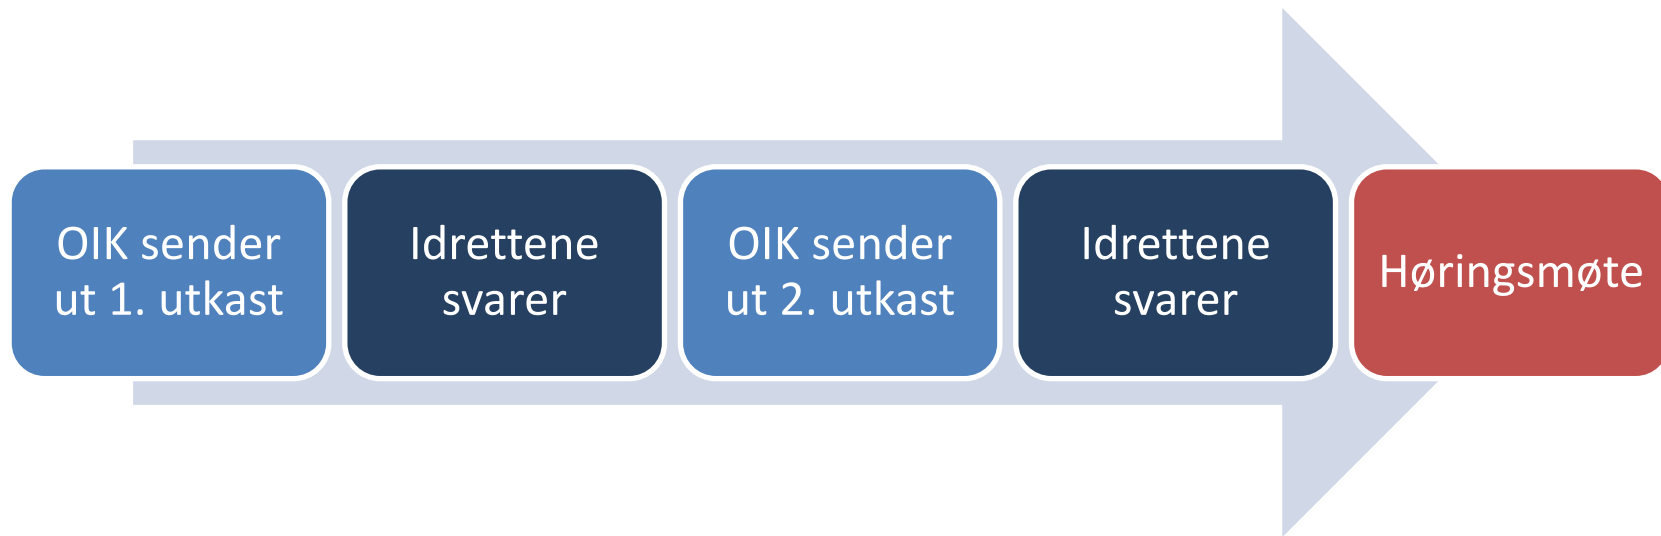 OIK sender
ut 1. utkast
Idrettene
svarer
OIK sender
ut 2. utkast
Idrettene
svarer
Høringsmøte